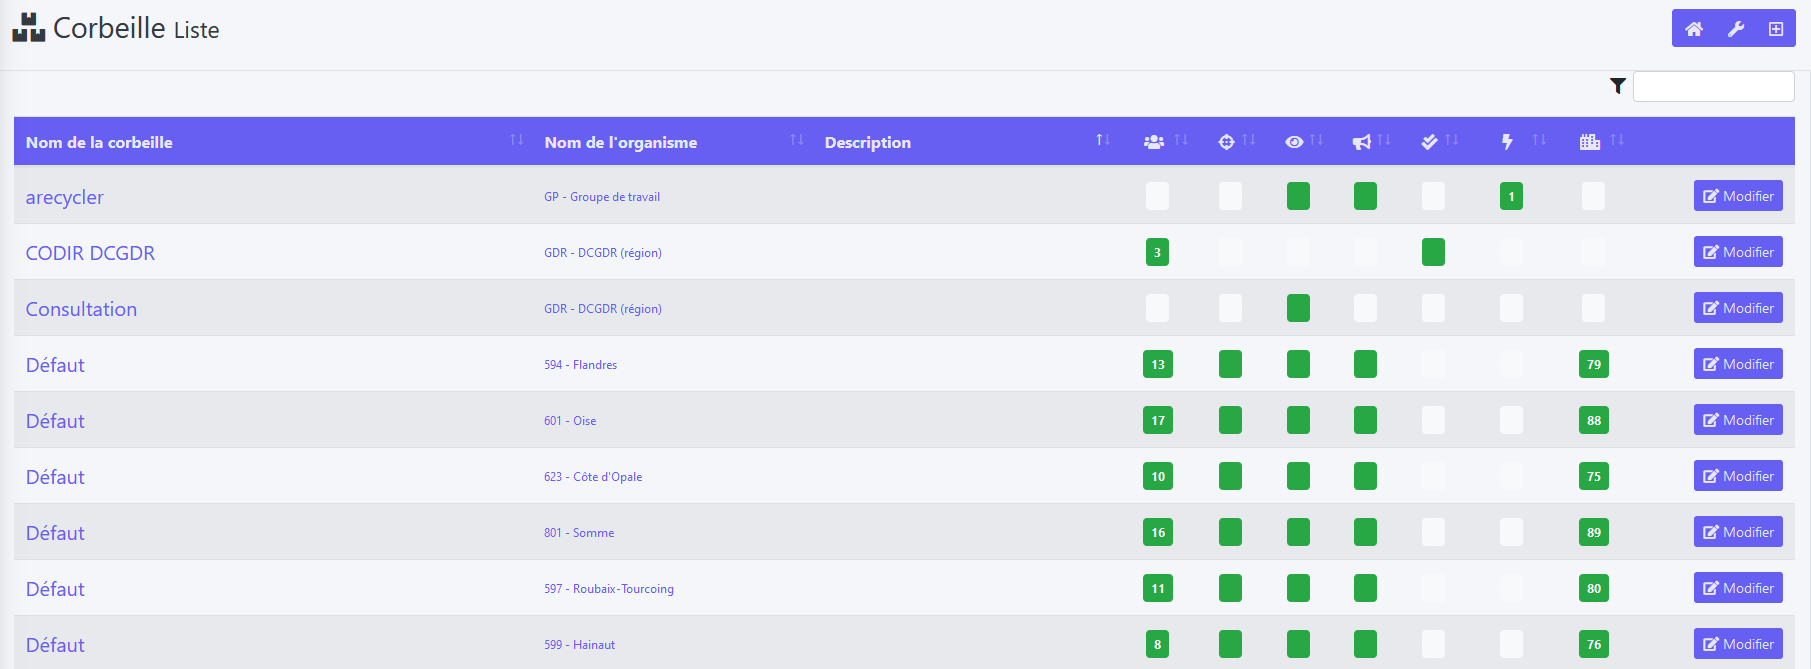 Corbeille Liste
Nom de la corbeille Nom de l'organisme Description
arecycler GP - Groupe de travail 1 Modifier
CODIR DCGDR GDR - DCGDR (région) 3 Modifier
Consultation GDR - DCGDR (région) Modifier
Défaut 594 - Flandres 13 79 Modifier
Défaut 601 - Oise 17 88 Modifier
Défaut 623 - Côte d'Opale 10 75 Modifier
Défaut 801 - Somme 16 89 Modifier
Défaut 597 - Roubaix-Tourcoing 11 80 Modifier
Défaut 599 - Hainaut 8 76 Modifier